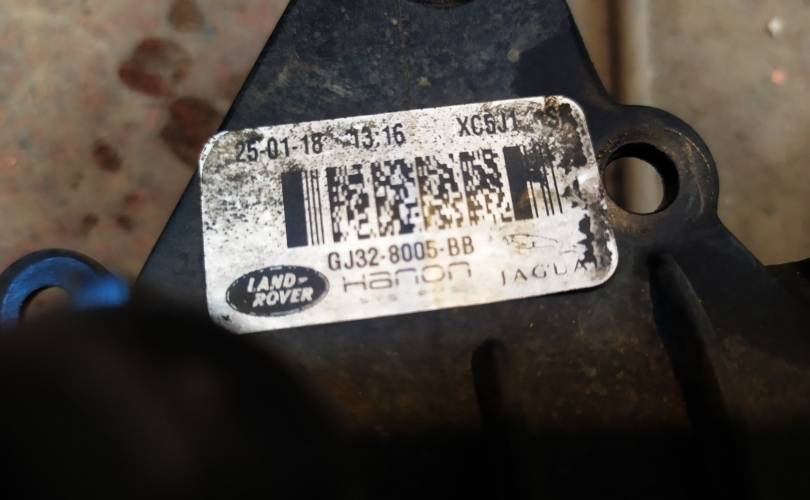 25-01-18 13.16 XC5J1
GJ32-8005-BB
LAND-
ROVER
Hanon
JAGUA